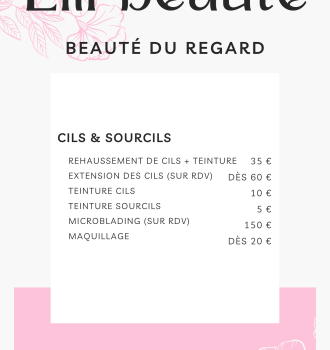 Lili beauté
BEAUTÉ DU REGARD
CILS & SOURCILS
REHAUSSEMENT DE CILS + TEINTURE 35 €
EXTENSION DES CILS (SUR RDV) DÈS 60 €
TEINTURE CILS 10 €
TEINTURE SOURCILS 5 €
MICROBLADING (SUR RDV) 150 €
MAQUILLAGE DÈS 20 €